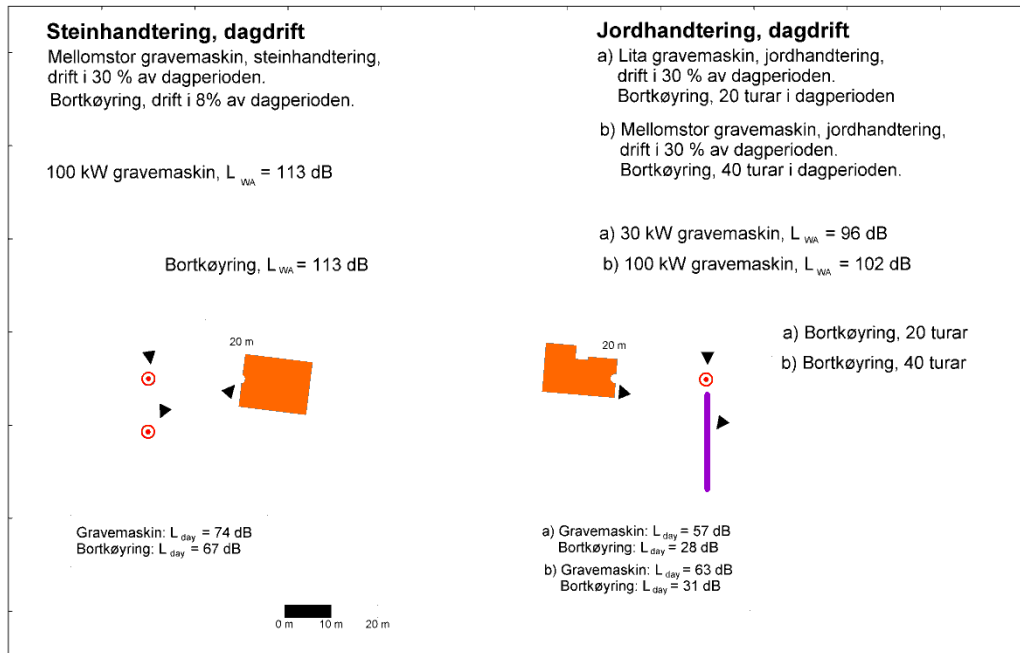 Steinhandtering, dagdrift
Mellomstor gravemaskin, steinhandtering,
drift i 30 % av dagperioden.
Bortkøyring, drift i 8% av dagperioden.
100 kW gravemaskin, L WA = 113 dB
Bortkøyring, L WA = 113 dB
20 m
Gravemaskin: L day = 74 dB
Bortkøyring: L day = 67 dB
0 m 10 m 20 m
Jordhandtering, dagdrift
a) Lita gravemaskin, jordhandtering,
drift i 30 % av dagperioden.
Bortkøyring, 20 turar i dagperioden
b) Mellomstor gravemaskin, jordhandtering,
drift i 30 % av dagperioden.
Bortkøyring, 40 turar i dagperioden.
a) 30 kW gravemaskin, L WA = 96 dB
b) 100 kW gravemaskin, L WA = 102 dB
a) Bortkøyring, 20 turar
20 m
b) Bortkøyring, 40 turar
a) Gravemaskin: L day = 57 dB
Bortkøyring: L day = 28 dB
b) Gravemaskin: L day = 63 dB
Bortkøyring: L day = 31 dB